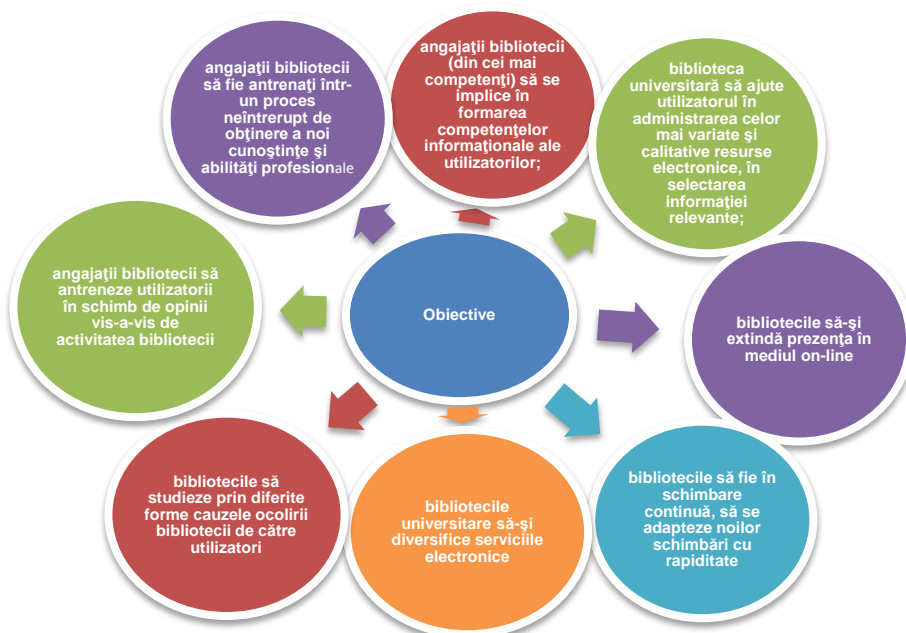 angajaţii bibliotecii
să fie antrenaţi într-
un proces
neîntrerupt de
obţinere a noi
cunoştinţe şi
abilităţi profesionale
angajaţii bibliotecii
(din cei mai
competenţi) să se
implice în
formarea
competenţelor
informaţionale ale
utilizatorilor;
biblioteca
universitară să ajute
utilizatorul în
administrarea celor
mai variate şi
calitative resurse
electronice, în
selectarea
informaţiei
relevante;
angajaţii bibliotecii să
antreneze utilizatorii
în schimb de opinii
vis-a-vis de
activitatea bibliotecii
Obiective
bibliotecile să-şi
extindă prezenţa în
mediul on-line
bibliotecile să
studieze prin diferite
forme cauzele ocolirii
bibliotecii de către
utilizatori
bibliotecile
universitare să-şi
diversifice serviciile
electronice
bibliotecile să fie în
schimbare
continuă, să se
adapteze noilor
schimbări cu
rapiditate